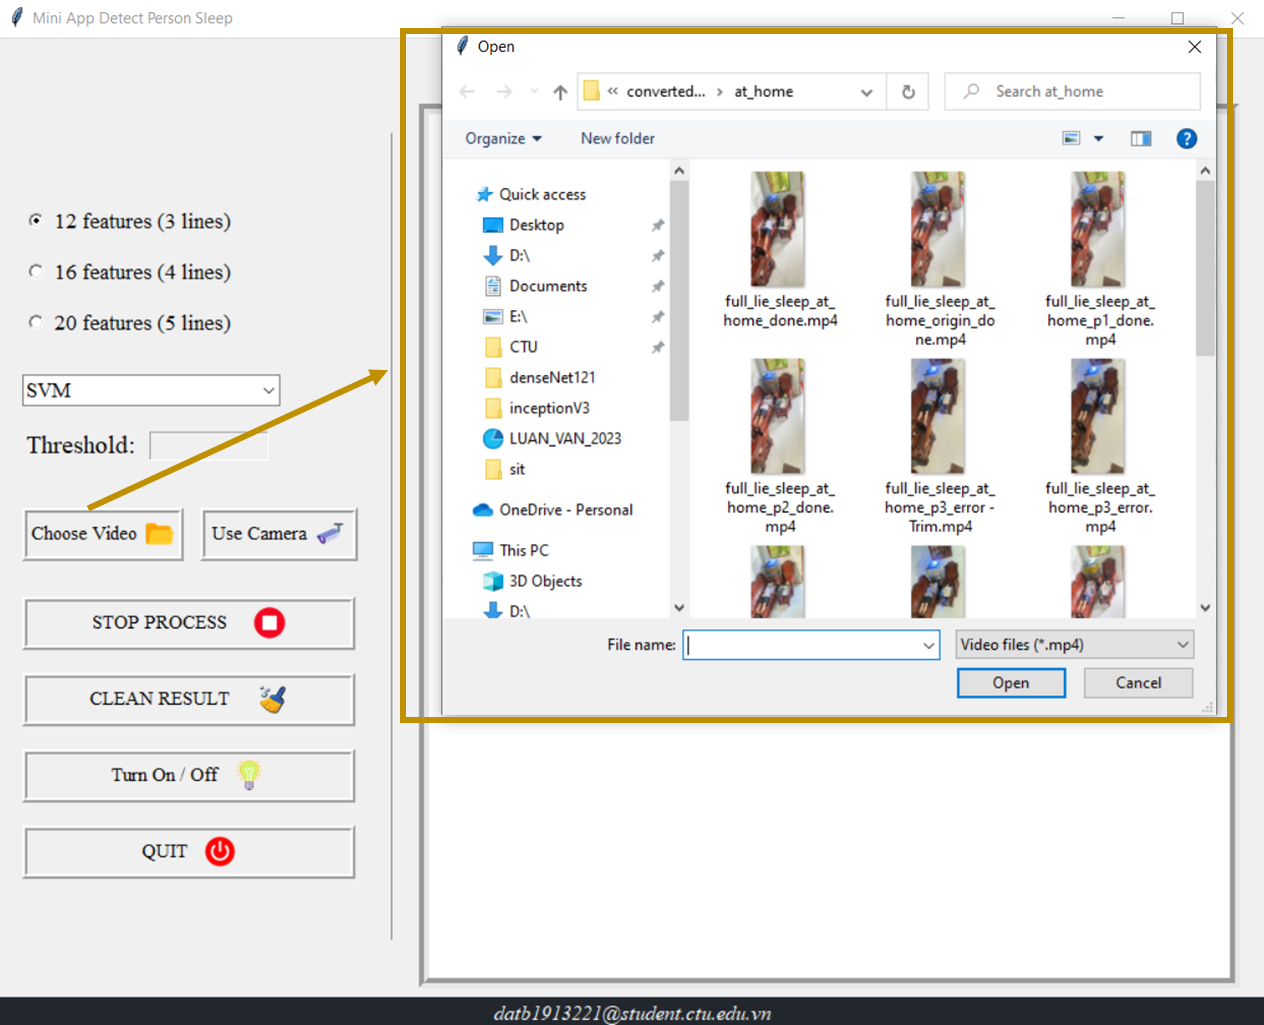 Mini App Detect Person Sleep
12 features (3 lines)
16 features (4 lines)
20 features (5 lines)
SVM
Threshold:
Choose Video
Use Camera
STOP PROCESS
CLEAN RESULT
Turn On / Off
QUIT
Open
« converted... › at_home
Search at_home
Organize
New folder
Quick access
Desktop
D:\
Documents
E:\
CTU
denseNet121
inceptionV3
LUAN_VAN_2023
sit
OneDrive - Personal
This PC
3D Objects
D:\
full_lie_sleep_at_
home_done.mp4
full_lie_sleep_at_
home_origin_do
ne.mp4
full_lie_sleep_at_
home_p1_done.
mp4
full_lie_sleep_at_
home_p2_done.
mp4
full_lie_sleep_at_
home_p3_error -
Trim.mp4
full_lie_sleep_at_
home_p3_error.
mp4
File name:
Video files (*.mp4)
Open
Cancel
datb1913221@student.ctu.edu.vn